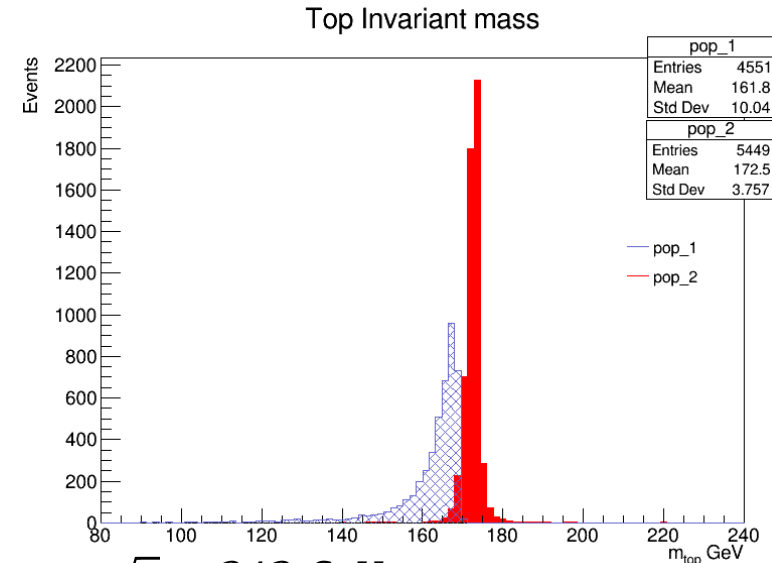 Top Invariant mass
Events
2200
2000
1800
1600
1400
1200
1000
800
600
400
200
0
80
100
120
140
160
180
200
220
240
m_top GeV
pop_1
Entries 4551
Mean 161.8
Std Dev 10.04
pop_2
Entries 5449
Mean 172.5
Std Dev 3.757
pop_1
pop_2